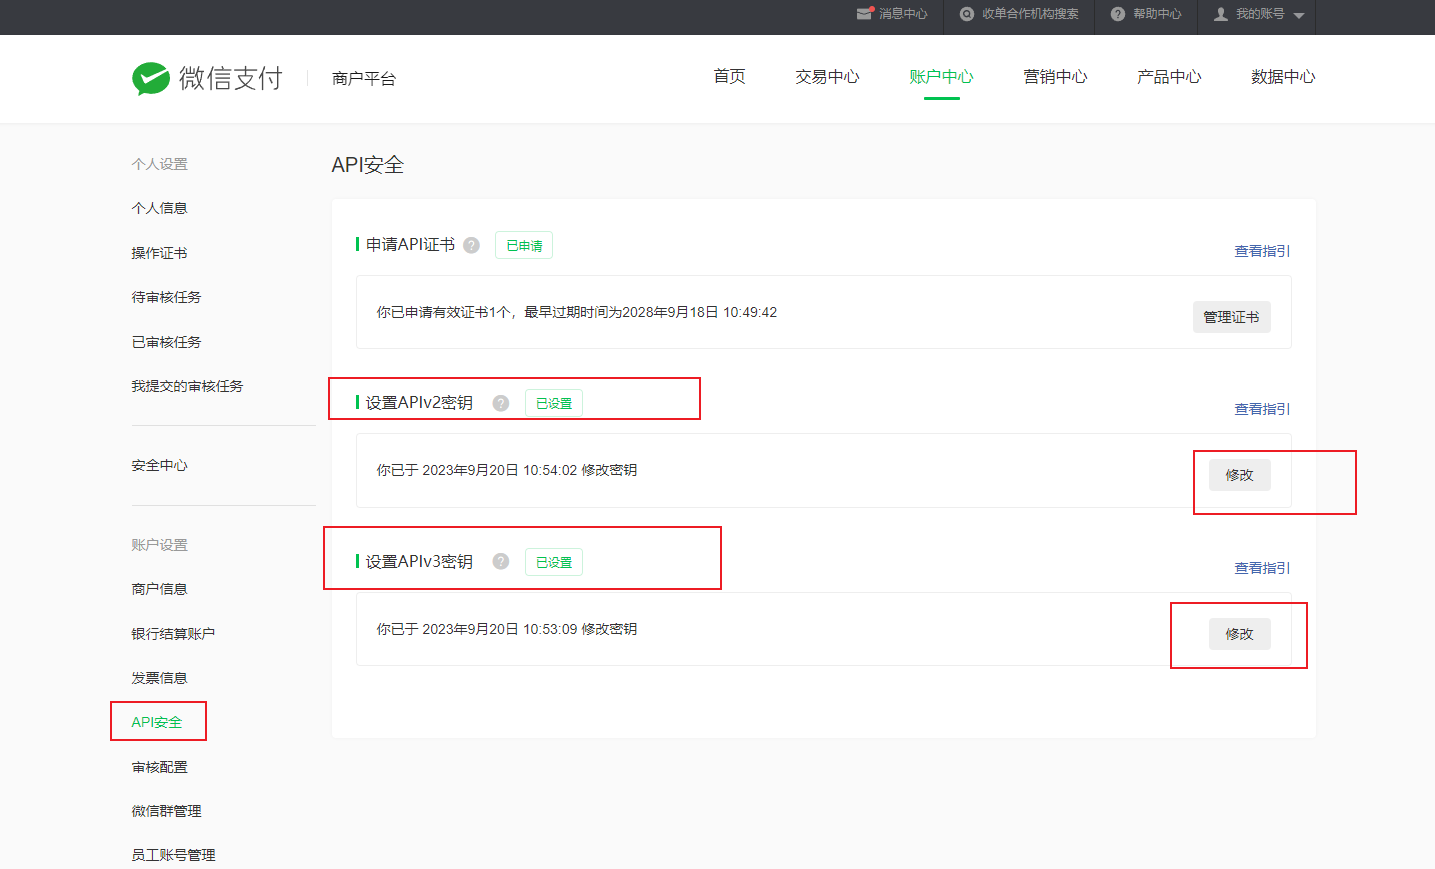 消息中心 收单合作机构搜索 帮助中心 我的账号
微信支付 商户平台 首页 交易中心 账户中心 营销中心 产品中心 数据中心
个人设置
个人信息
操作证书
待审核任务
已审核任务
我提交的审核任务
安全中心
账户设置
商户信息
银行结算账户
发票信息
API安全
审核配置
微信群管理
员工账号管理
API安全
申请API证书 ? 已申请 查看指引
你已申请有效证书1个，最早过期时间为2028年9月18日 10:49:42 管理证书
设置APIv2密钥 ? 已设置 查看指引
你已于 2023年9月20日 10:54:02 修改密钥 修改
设置APIv3密钥 ? 已设置 查看指引
你已于 2023年9月20日 10:53:09 修改密钥 修改